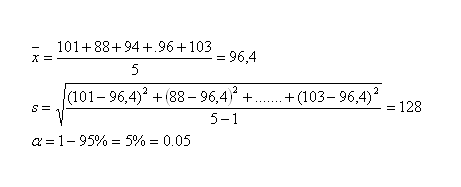 x̄ = (101+88+94+.96+103)/5 = 96,4
s = √(((101−96,4)² + (88−96,4)² +.......+(103−96,4)²)/(5−1)) = 128
α = 1−95% = 5% = 0.05